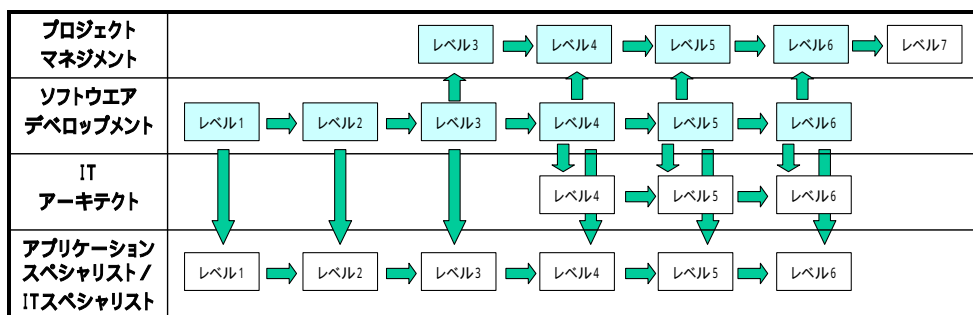 プロジェクト
マネジメント
レベル3
レベル4
レベル5
レベル6
レベル7
ソフトウエア
デベロップメント
レベル1
レベル2
レベル3
レベル4
レベル5
レベル6
IT
アーキテクト
レベル4
レベル5
レベル6
アプリケーション
スペシャリスト/
ITスペシャリスト
レベル1
レベル2
レベル3
レベル4
レベル5
レベル6